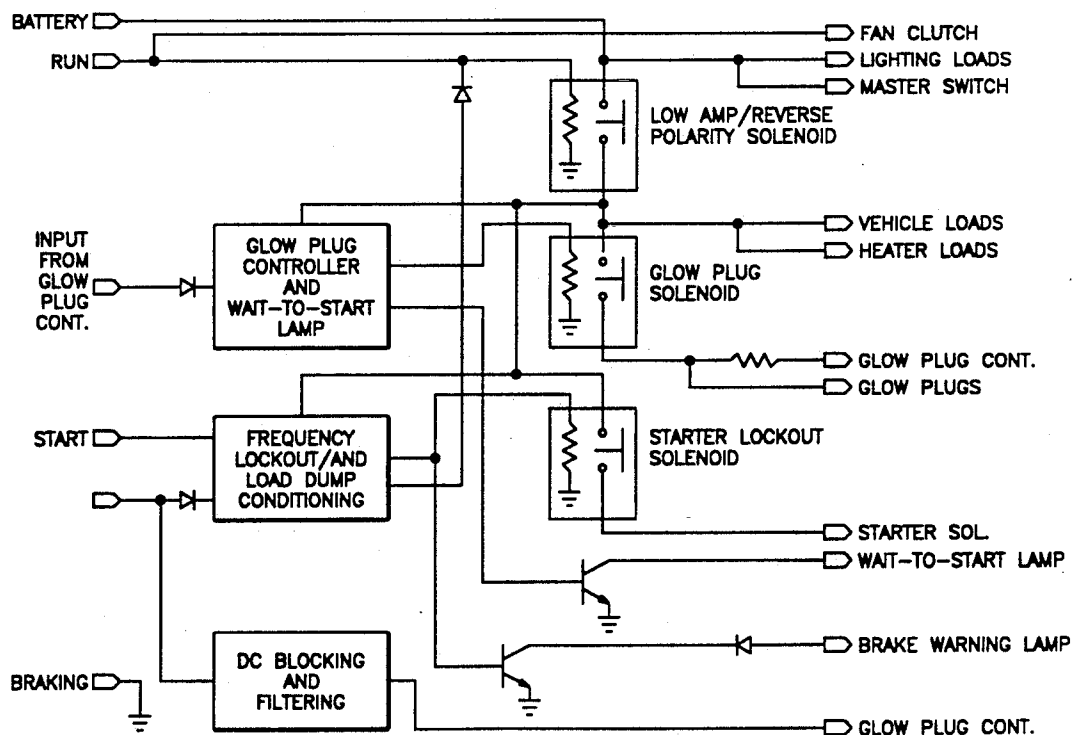 BATTERY
RUN
FAN CLUTCH
LIGHTING LOADS
MASTER SWITCH
LOW AMP/REVERSE
POLARITY SOLENOID
INPUT
FROM
GLOW
PLUG
CONT.
GLOW PLUG
CONTROLLER
AND
WAIT-TO-START
LAMP
VEHICLE LOADS
HEATER LOADS
GLOW PLUG
SOLENOID
GLOW PLUG CONT.
GLOW PLUGS
START
FREQUENCY
LOCKOUT/AND
LOAD DUMP
CONDITIONING
STARTER LOCKOUT
SOLENOID
STARTER SOL.
WAIT-TO-START LAMP
BRAKE WARNING LAMP
BRAKING
DC BLOCKING
AND
FILTERING
GLOW PLUG CONT.